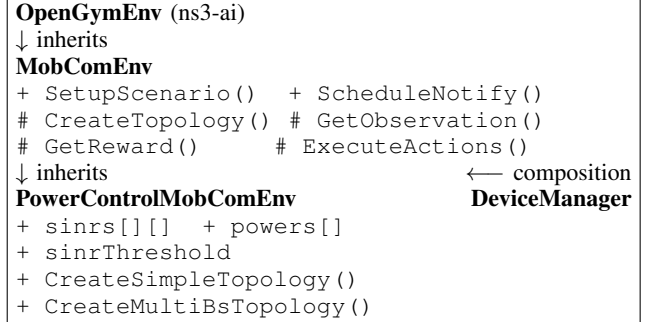 OpenGymEnv (ns3-ai)
↓ inherits
MobComEnv
+ SetupScenario() + ScheduleNotify()
# CreateTopology() # GetObservation()
# GetReward() # ExecuteActions()
↓ inherits ⟵ composition
PowerControlMobComEnv DeviceManager
+ sinrs[][] + powers[]
+ sinrThreshold
+ CreateSimpleTopology()
+ CreateMultiBsTopology()